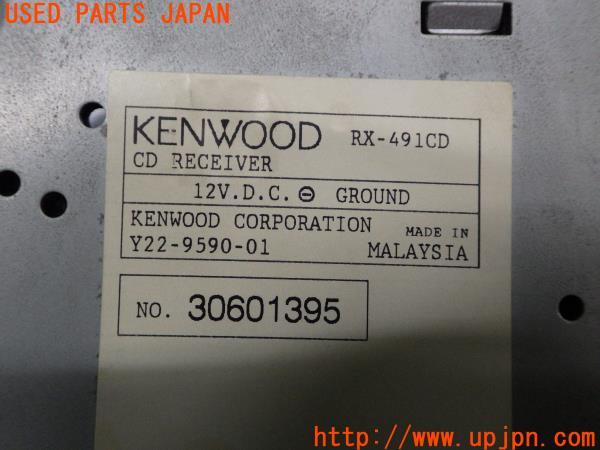 USED PARTS JAPAN
KENWOOD RX-491CD
CD RECEIVER
12V.D.C. ⊖ GROUND
KENWOOD CORPORATION MADE IN
Y22-9590-01 MALAYSIA
NO. 30601395
http://www.upjpn.com/